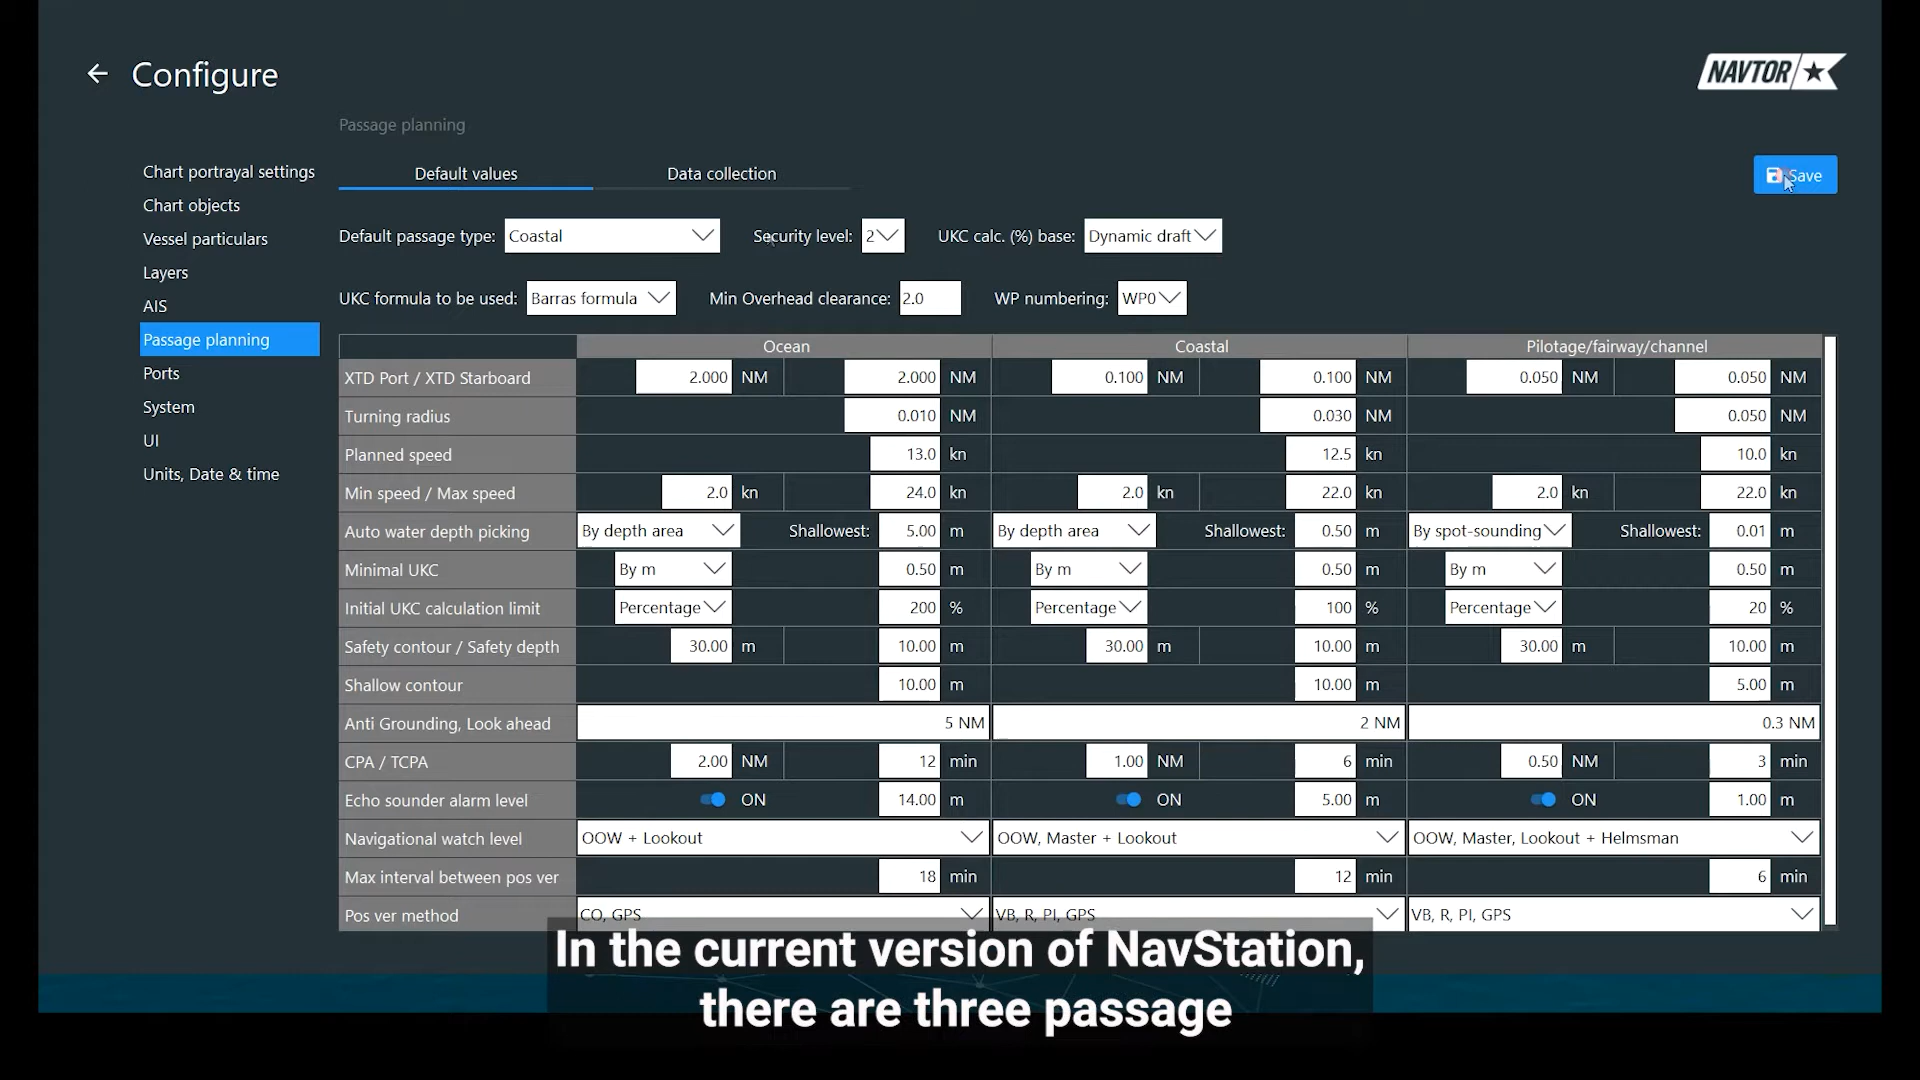 Configure
NAVTOR
Passage planning
Chart portrayal settings
Chart objects
Vessel particulars
Layers
AIS
Passage planning
Ports
System
UI
Units, Date & time
Default values Data collection
Save
Default passage type: Coastal Security level: 2 UKC calc. (%) base: Dynamic draft
UKC formula to be used: Barras formula Min Overhead clearance: 2.0 WP numbering: WP0
Ocean Coastal Pilotage/fairway/channel
XTD Port / XTD Starboard 2.000 NM 2.000 NM 0.100 NM 0.100 NM 0.050 NM 0.050 NM
Turning radius 0.010 NM 0.030 NM 0.050 NM
Planned speed 13.0 kn 12.5 kn 10.0 kn
Min speed / Max speed 2.0 kn 24.0 kn 2.0 kn 22.0 kn 2.0 kn 22.0 kn
Auto water depth picking By depth area Shallowest: 5.00 m By depth area Shallowest: 0.50 m By spot-sounding Shallowest: 0.01 m
Minimal UKC By m 0.50 m By m 0.50 m By m 0.50 m
Initial UKC calculation limit Percentage 200 % Percentage 100 % Percentage 20 %
Safety contour / Safety depth 30.00 m 10.00 m 30.00 m 10.00 m 30.00 m 10.00 m
Shallow contour 10.00 m 10.00 m 5.00 m
Anti Grounding, Look ahead 5 NM 2 NM 0.3 NM
CPA / TCPA 2.00 NM 12 min 1.00 NM 6 min 0.50 NM 3 min
Echo sounder alarm level ON 14.00 m ON 5.00 m ON 1.00 m
Navigational watch level OOW + Lookout OOW, Master + Lookout OOW, Master, Lookout + Helmsman
Max interval between pos ver 18 min 12 min 6 min
Pos ver method CO, GPS VB, R, PI, GPS VB, R, PI, GPS
In the current version of NavStation,
there are three passage